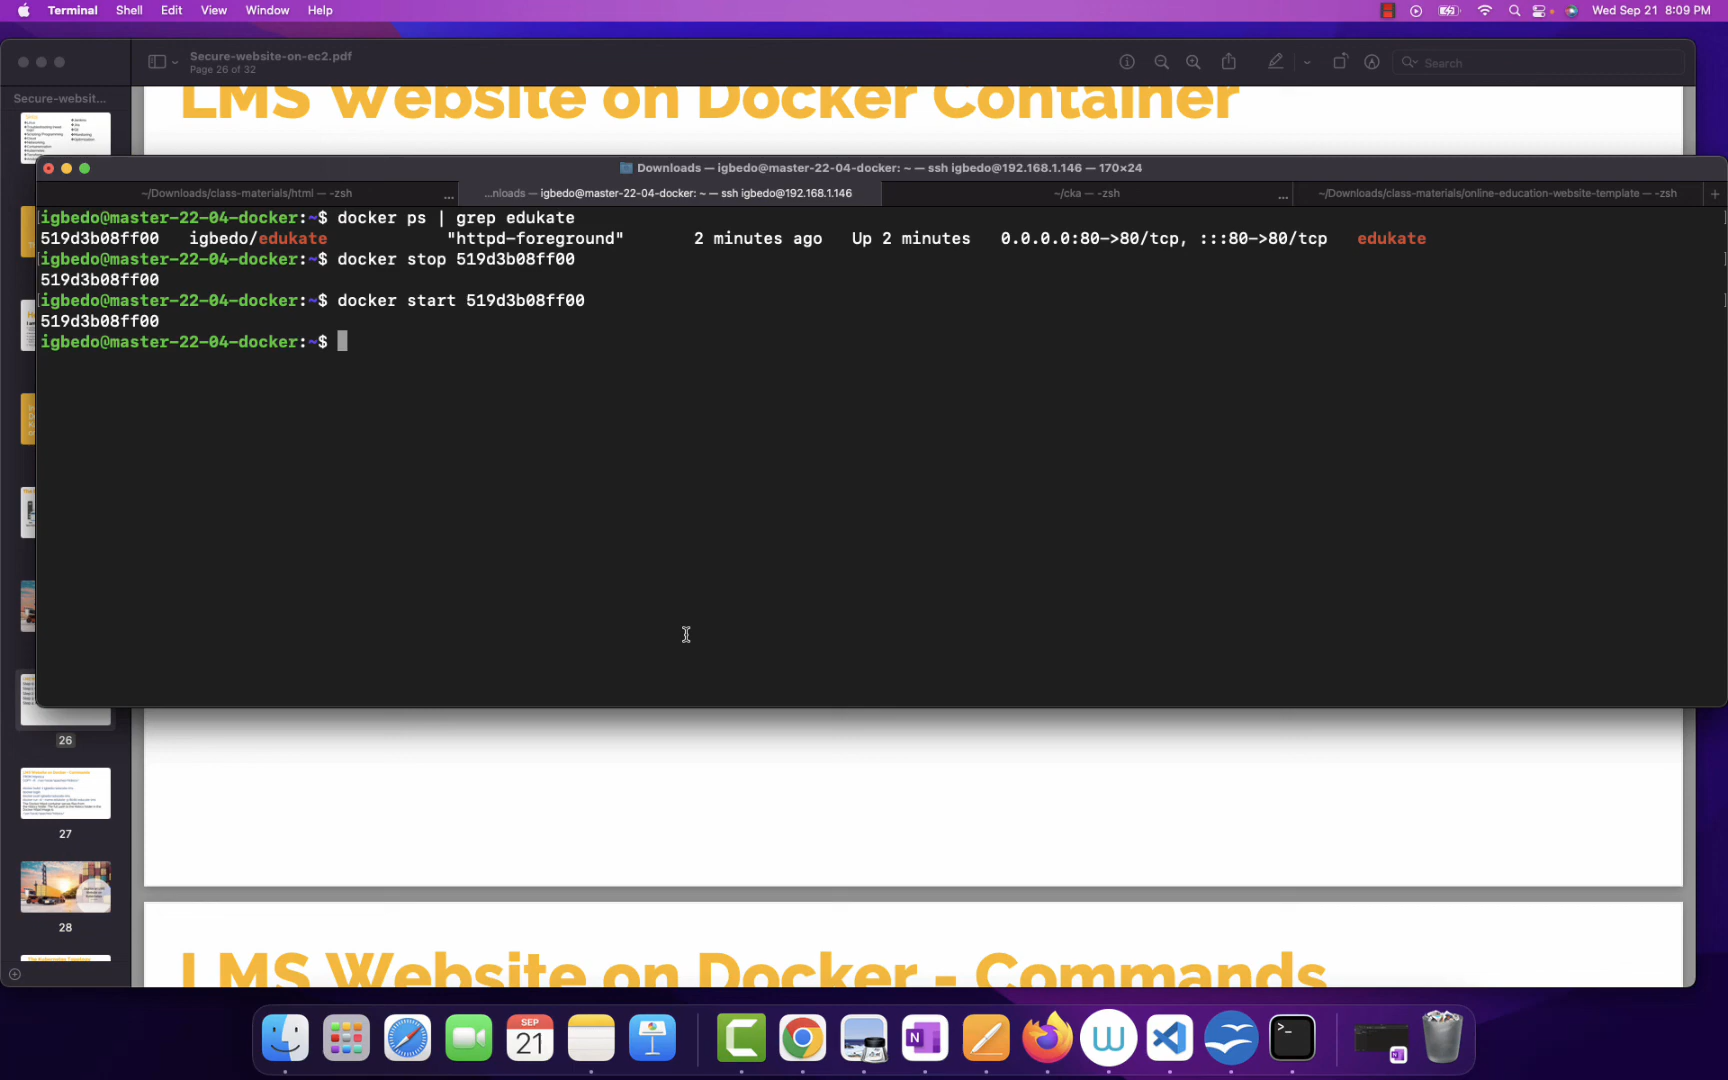 Terminal Shell Edit View Window Help
Wed Sep 21 8:09 PM
Secure-website-on-ec2.pdf
Page 26 of 32
Search
Secure-websit...
LMS Website on Docker Container
Downloads — igbedo@master-22-04-docker: ~ — ssh igbedo@192.168.1.146 — 170×24
~/Downloads/class-materials/html — -zsh
...nloads — igbedo@master-22-04-docker: ~ — ssh igbedo@192.168.1.146
~/cka — -zsh
~/Downloads/class-materials/online-education-website-template — -zsh
igbedo@master-22-04-docker:~$ docker ps | grep edukate
519d3b08ff00 igbedo/edukate "httpd-foreground" 2 minutes ago Up 2 minutes 0.0.0.0:80->80/tcp, :::80->80/tcp edukate
igbedo@master-22-04-docker:~$ docker stop 519d3b08ff00
519d3b08ff00
igbedo@master-22-04-docker:~$ docker start 519d3b08ff00
519d3b08ff00
igbedo@master-22-04-docker:~$
26
LMS Website on Docker - Commands
27
28
LMS Website on Docker - Commands
SEP
21